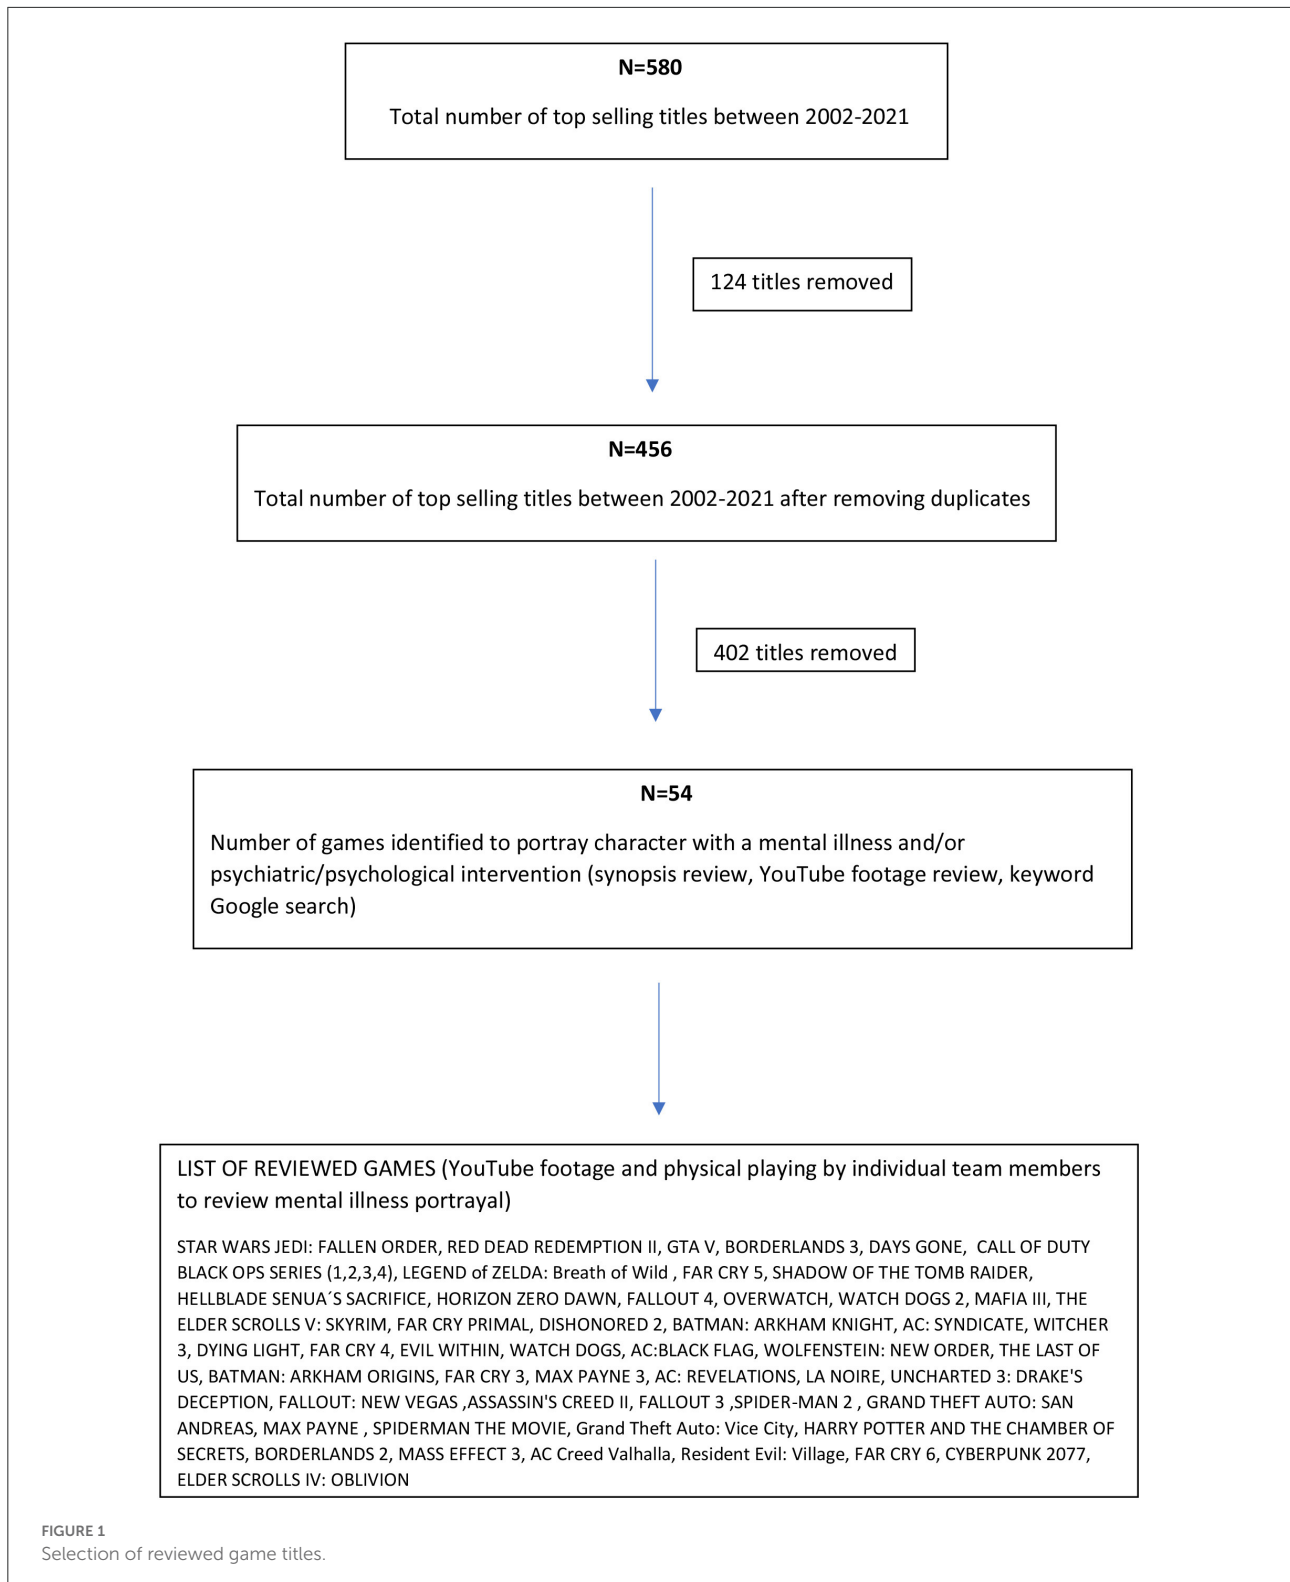 N=580
Total number of top selling titles between 2002-2021
124 titles removed
N=456
Total number of top selling titles between 2002-2021 after removing duplicates
402 titles removed
N=54
Number of games identified to portray character with a mental illness and/or
psychiatric/psychological intervention (synopsis review, YouTube footage review, keyword
Google search)
LIST OF REVIEWED GAMES (YouTube footage and physical playing by individual team members
to review mental illness portrayal)
STAR WARS JEDI: FALLEN ORDER, RED DEAD REDEMPTION II, GTA V, BORDERLANDS 3, DAYS GONE,  CALL OF DUTY
BLACK OPS SERIES (1,2,3,4), LEGEND of ZELDA: Breath of Wild , FAR CRY 5, SHADOW OF THE TOMB RAIDER,
HELLBLADE SENUA´S SACRIFICE, HORIZON ZERO DAWN, FALLOUT 4, OVERWATCH, WATCH DOGS 2, MAFIA III, THE
ELDER SCROLLS V: SKYRIM, FAR CRY PRIMAL, DISHONORED 2, BATMAN: ARKHAM KNIGHT, AC: SYNDICATE, WITCHER
3, DYING LIGHT, FAR CRY 4, EVIL WITHIN, WATCH DOGS, AC:BLACK FLAG, WOLFENSTEIN: NEW ORDER, THE LAST OF
US, BATMAN: ARKHAM ORIGINS, FAR CRY 3, MAX PAYNE 3, AC: REVELATIONS, LA NOIRE, UNCHARTED 3: DRAKE'S
DECEPTION, FALLOUT: NEW VEGAS ,ASSASSIN'S CREED II, FALLOUT 3 ,SPIDER-MAN 2 , GRAND THEFT AUTO: SAN
ANDREAS, MAX PAYNE , SPIDERMAN THE MOVIE, Grand Theft Auto: Vice City, HARRY POTTER AND THE CHAMBER OF
SECRETS, BORDERLANDS 2, MASS EFFECT 3, AC Creed Valhalla, Resident Evil: Village, FAR CRY 6, CYBERPUNK 2077,
ELDER SCROLLS IV: OBLIVION
FIGURE 1
Selection of reviewed game titles.